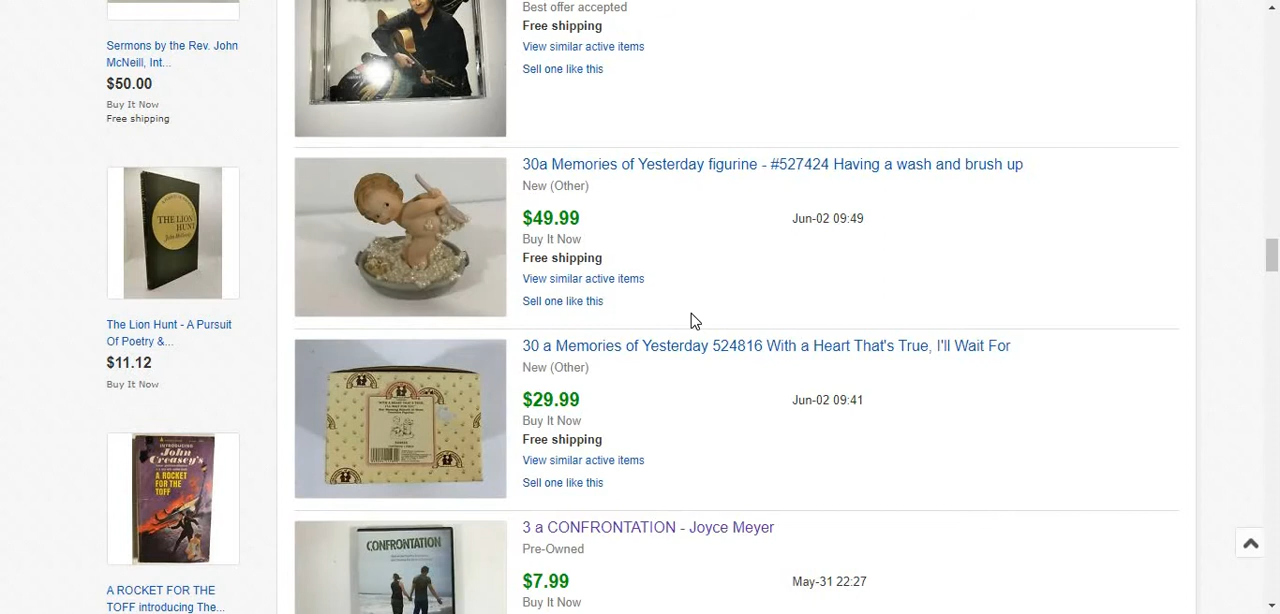 Sermons by the Rev. John
McNeill, Int...
$50.00
Buy It Now
Free shipping
THE LION
HUNT
The Lion Hunt - A Pursuit
Of Poetry &...
$11.12
Buy It Now
INTRODUCING
John
Creasey's
A ROCKET
FOR THE
TOFF
A ROCKET FOR THE
TOFF introducing The...
Best offer accepted
Free shipping
View similar active items
Sell one like this
30a Memories of Yesterday figurine - #527424 Having a wash and brush up
New (Other)
$49.99
Jun-02 09:49
Buy It Now
Free shipping
View similar active items
Sell one like this
30 a Memories of Yesterday 524816 With a Heart That's True, I'll Wait For
New (Other)
$29.99
Jun-02 09:41
Buy It Now
Free shipping
View similar active items
Sell one like this
CONFRONTATION
3 a CONFRONTATION - Joyce Meyer
Pre-Owned
$7.99
May-31 22:27
Buy It Now